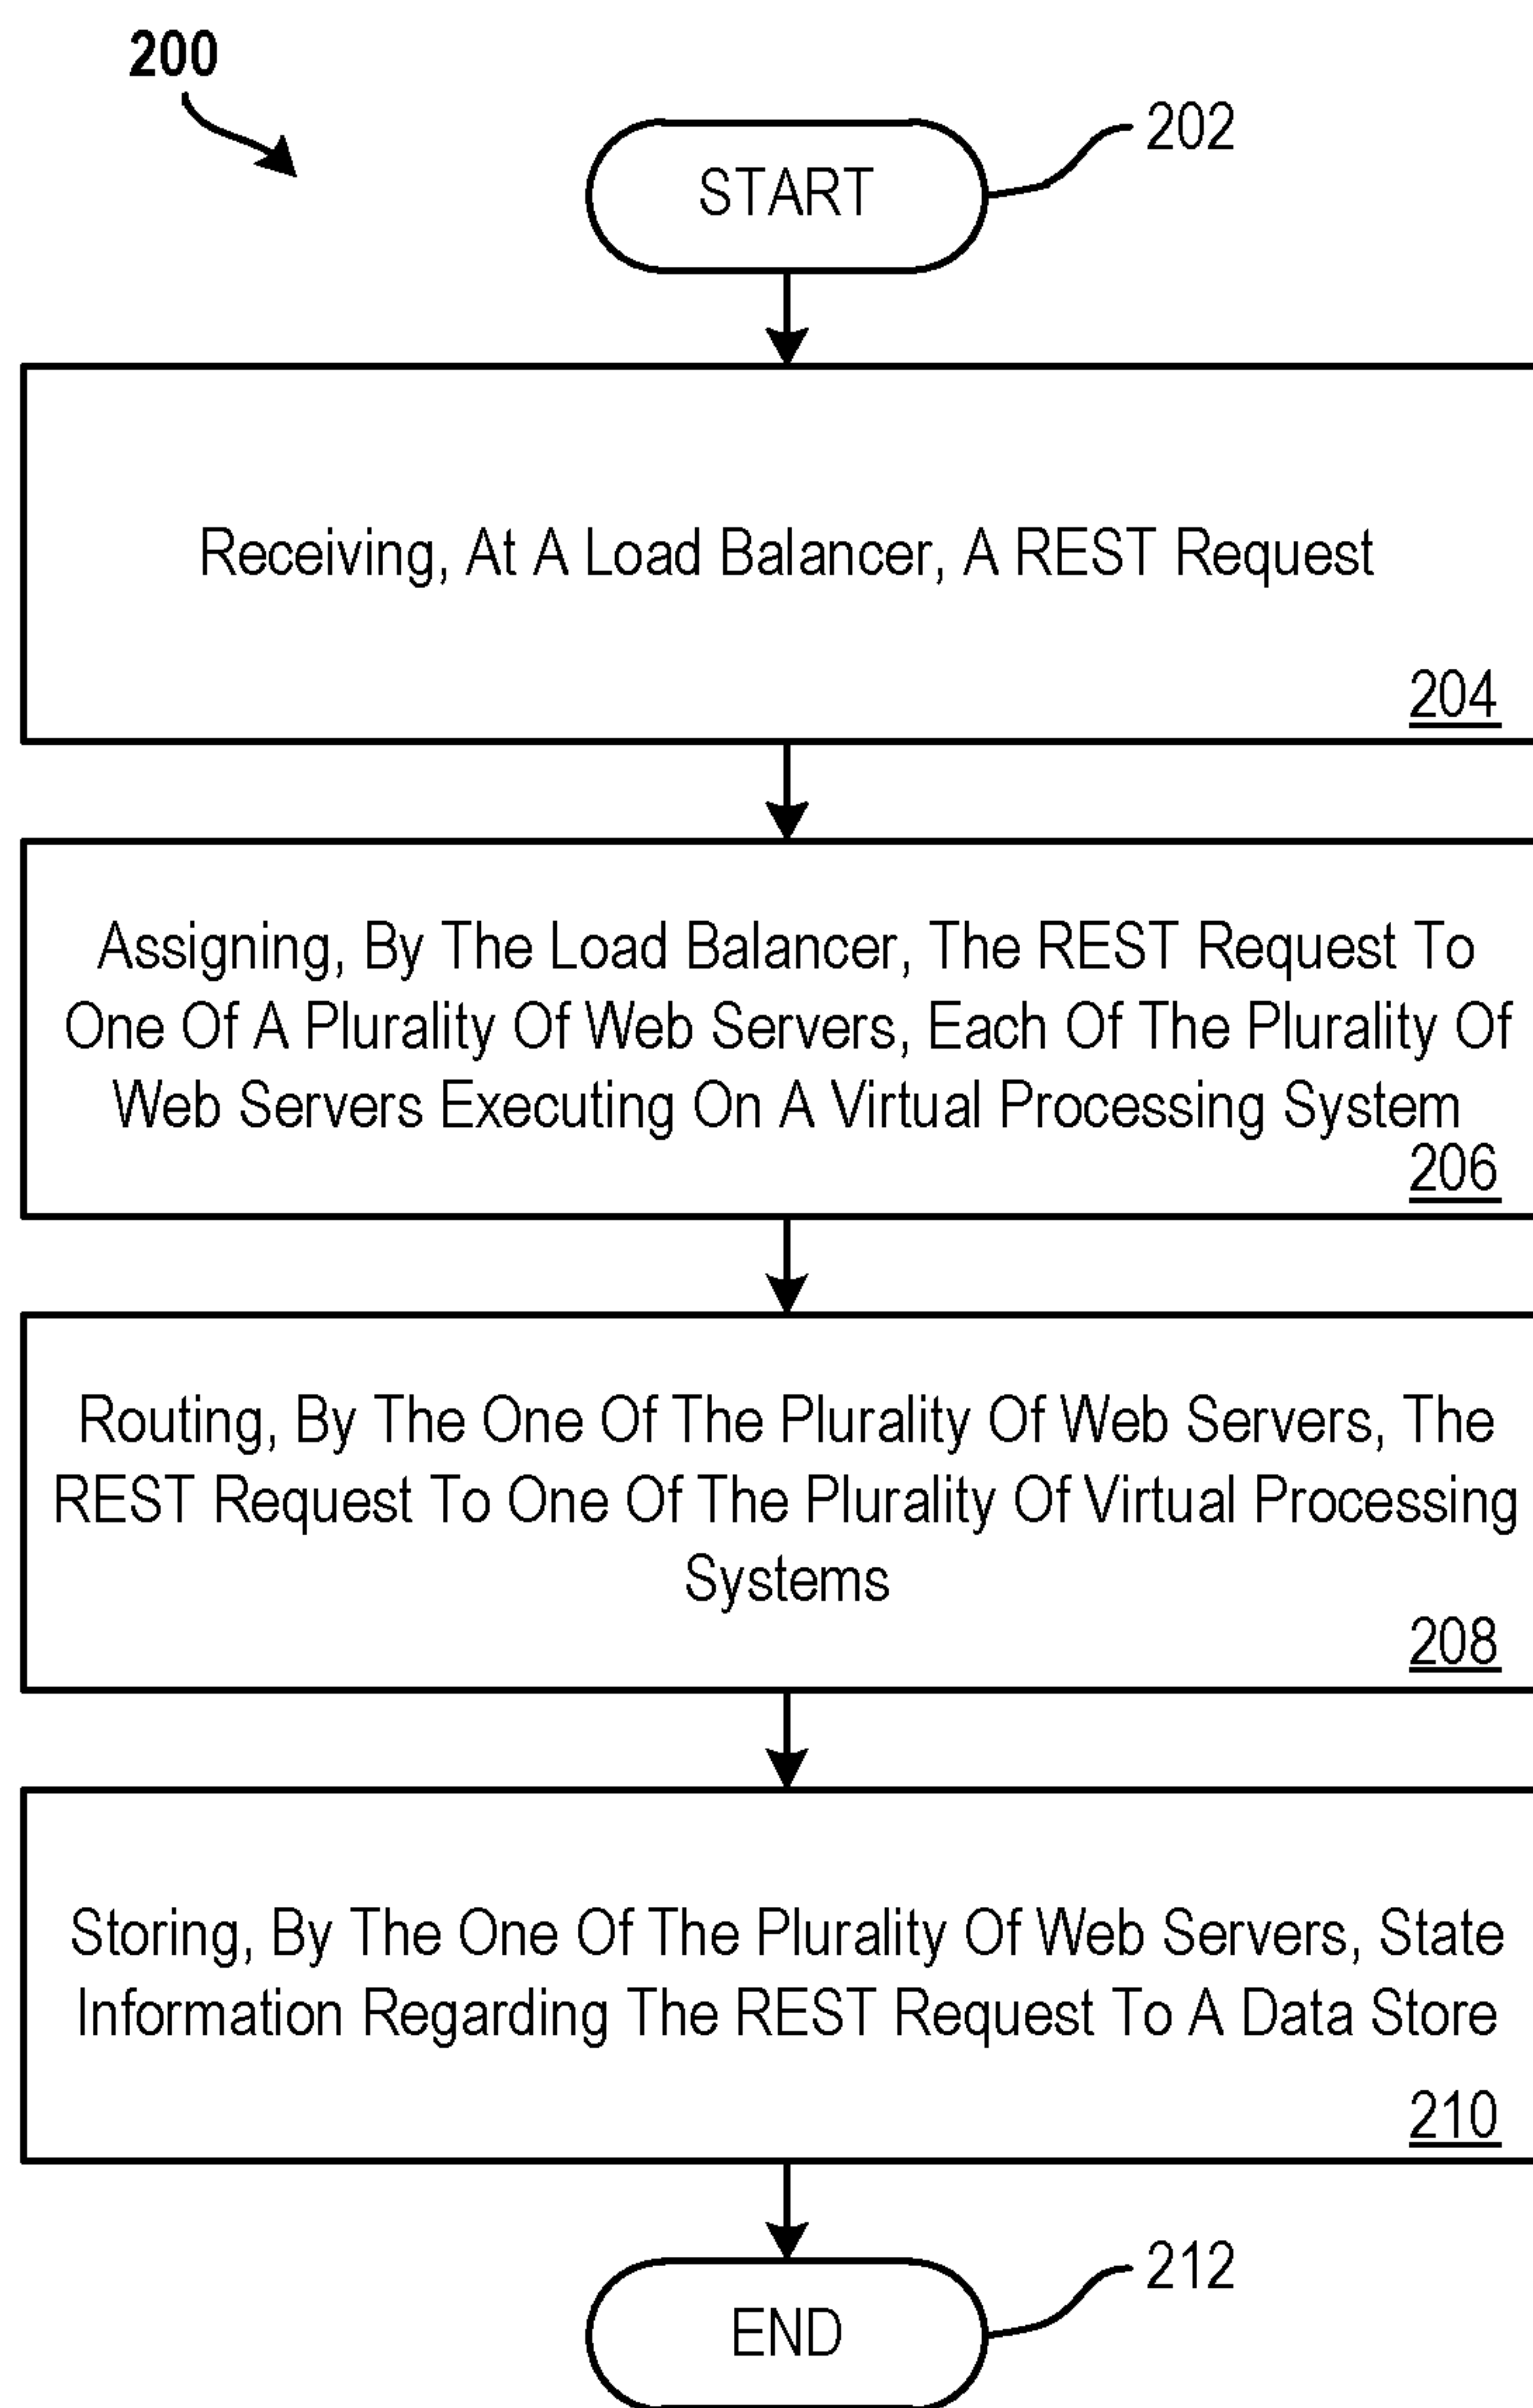 200
START
202
Receiving, At A Load Balancer, A REST Request
204
Assigning, By The Load Balancer, The REST Request To
One Of A Plurality Of Web Servers, Each Of The Plurality Of
Web Servers Executing On A Virtual Processing System
206
Routing, By The One Of The Plurality Of Web Servers, The
REST Request To One Of The Plurality Of Virtual Processing
Systems
208
Storing, By The One Of The Plurality Of Web Servers, State
Information Regarding The REST Request To A Data Store
210
212
END